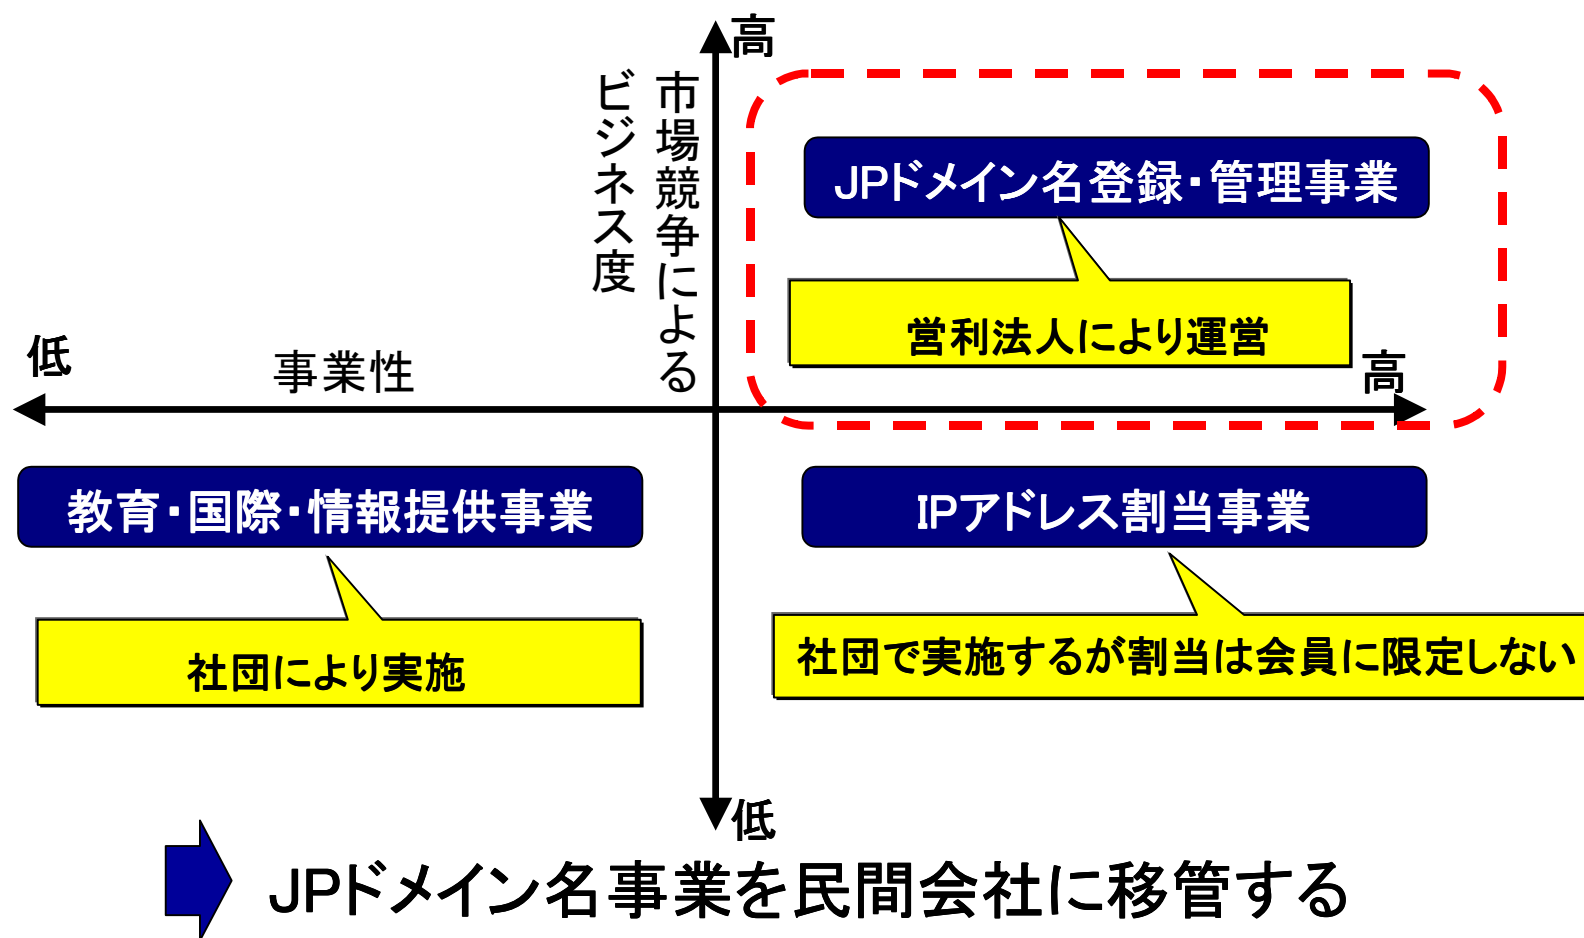 高
市場競争による
ビジネス度
JPドメイン名登録・管理事業
営利法人により運営
低
事業性
高
教育・国際・情報提供事業
IPアドレス割当事業
社団により実施
社団で実施するが割当は会員に限定しない
低
JPドメイン名事業を民間会社に移管する